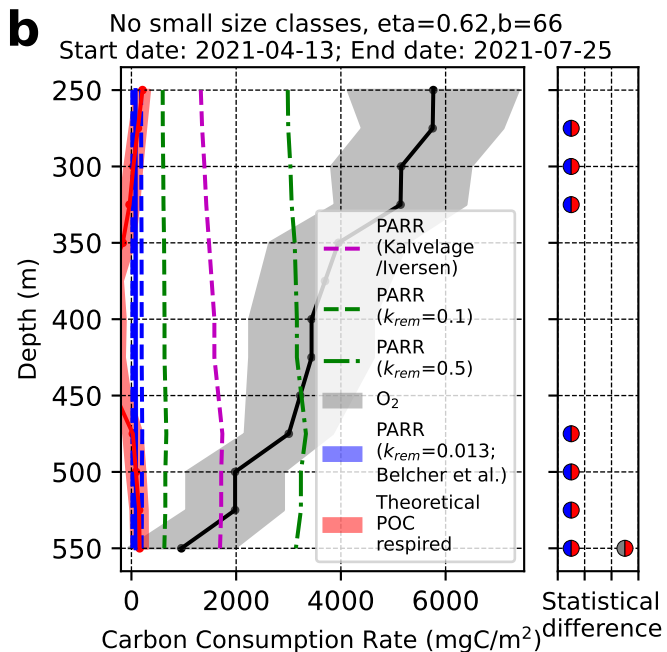 b
No small size classes, eta=0.62,b=66
Start date: 2021-04-13; End date: 2021-07-25
250
300
350
400
450
500
550
Depth (m)
PARR
(Kalvelage
/Iversen)
PARR
(k_rem=0.1)
PARR
(k_rem=0.5)
O₂
PARR
(k_rem=0.013;
Belcher et al.)
Theoretical
POC
respired
0 2000 4000 6000
Carbon Consumption Rate (mgC/m²)
Statistical
difference